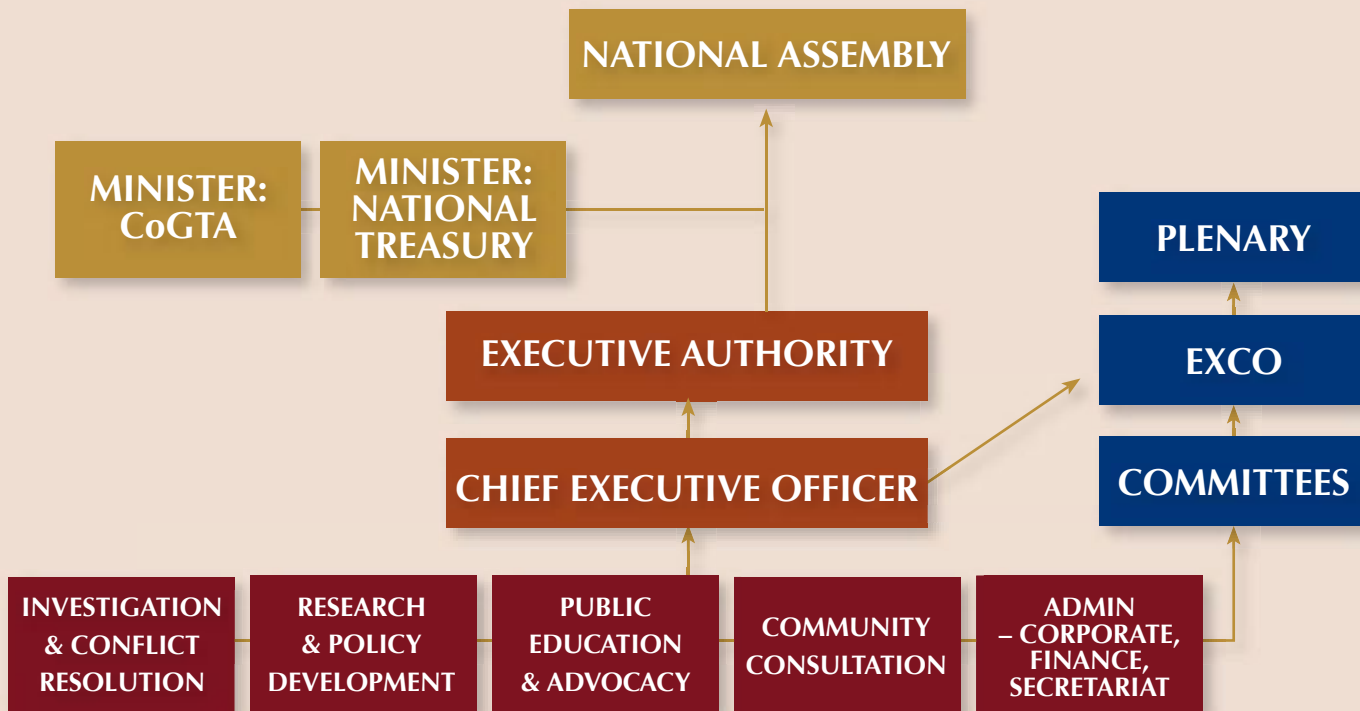 NATIONAL ASSEMBLY
MINISTER:
CoGTA
MINISTER:
NATIONAL
TREASURY
PLENARY
EXECUTIVE AUTHORITY
EXCO
CHIEF EXECUTIVE OFFICER
COMMITTEES
INVESTIGATION
& CONFLICT
RESOLUTION
RESEARCH
& POLICY
DEVELOPMENT
PUBLIC
EDUCATION
& ADVOCACY
COMMUNITY
CONSULTATION
ADMIN
– CORPORATE,
FINANCE,
SECRETARIAT